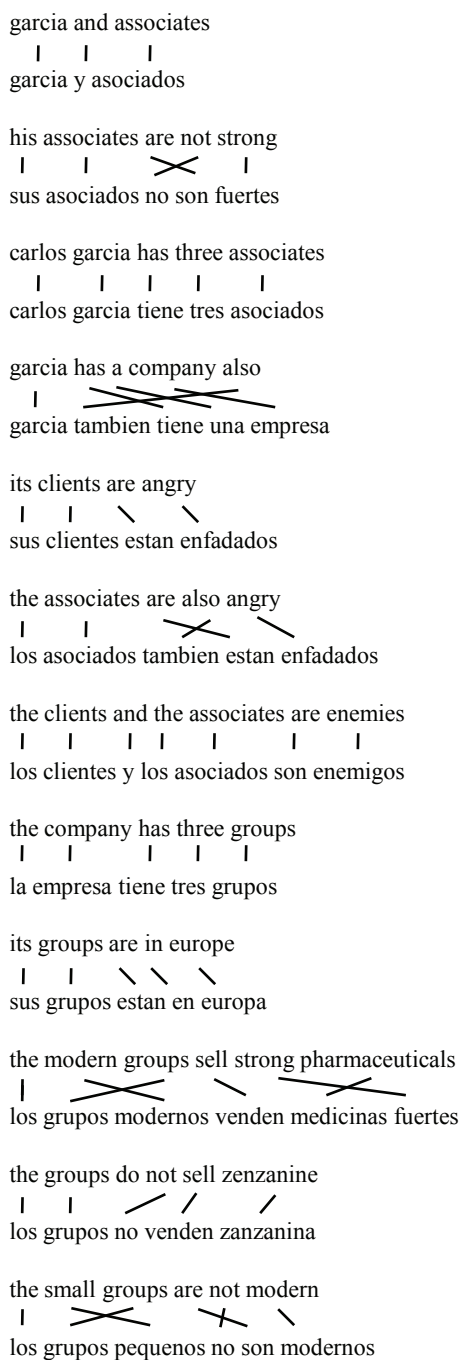 garcia and associates
garcia y asociados
his associates are not strong
sus asociados no son fuertes
carlos garcia has three associates
carlos garcia tiene tres asociados
garcia has a company also
garcia tambien tiene una empresa
its clients are angry
sus clientes estan enfadados
the associates are also angry
los asociados tambien estan enfadados
the clients and the associates are enemies
los clientes y los asociados son enemigos
the company has three groups
la empresa tiene tres grupos
its groups are in europe
sus grupos estan en europa
the modern groups sell strong pharmaceuticals
los grupos modernos venden medicinas fuertes
the groups do not sell zenzanine
los grupos no venden zanzanina
the small groups are not modern
los grupos pequenos no son modernos